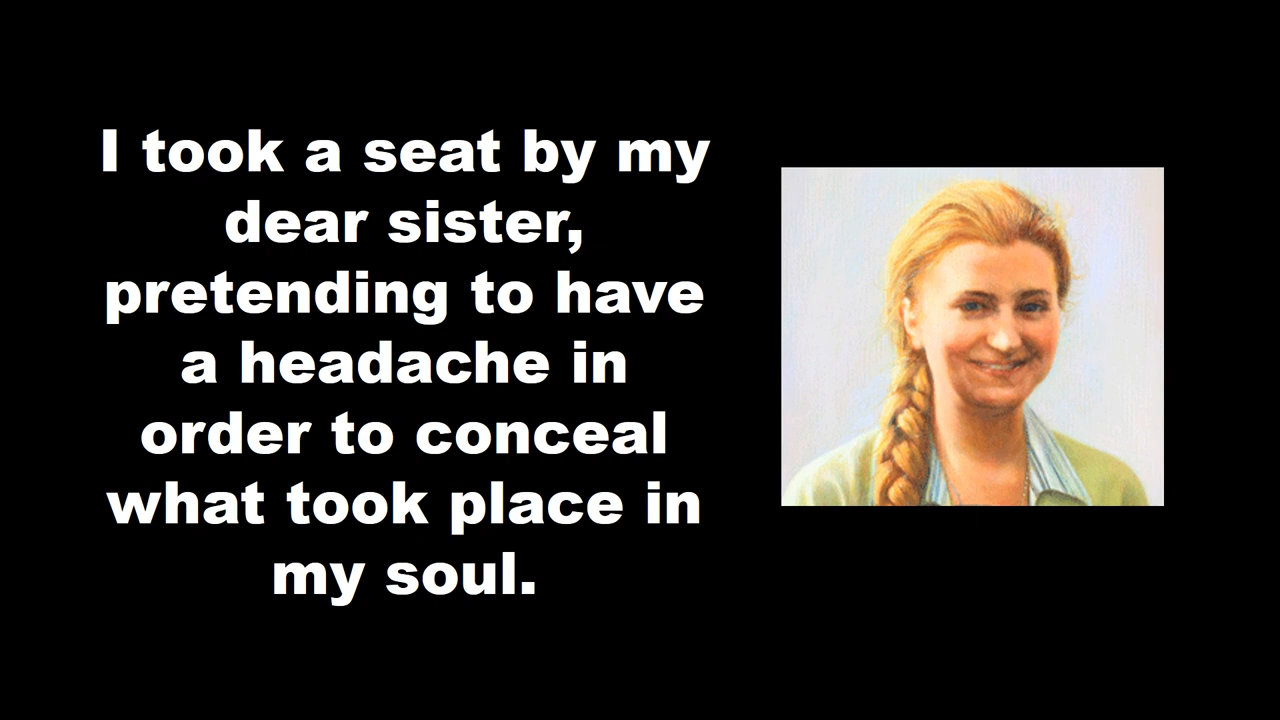 I took a seat by my
dear sister,
pretending to have
a headache in
order to conceal
what took place in
my soul.